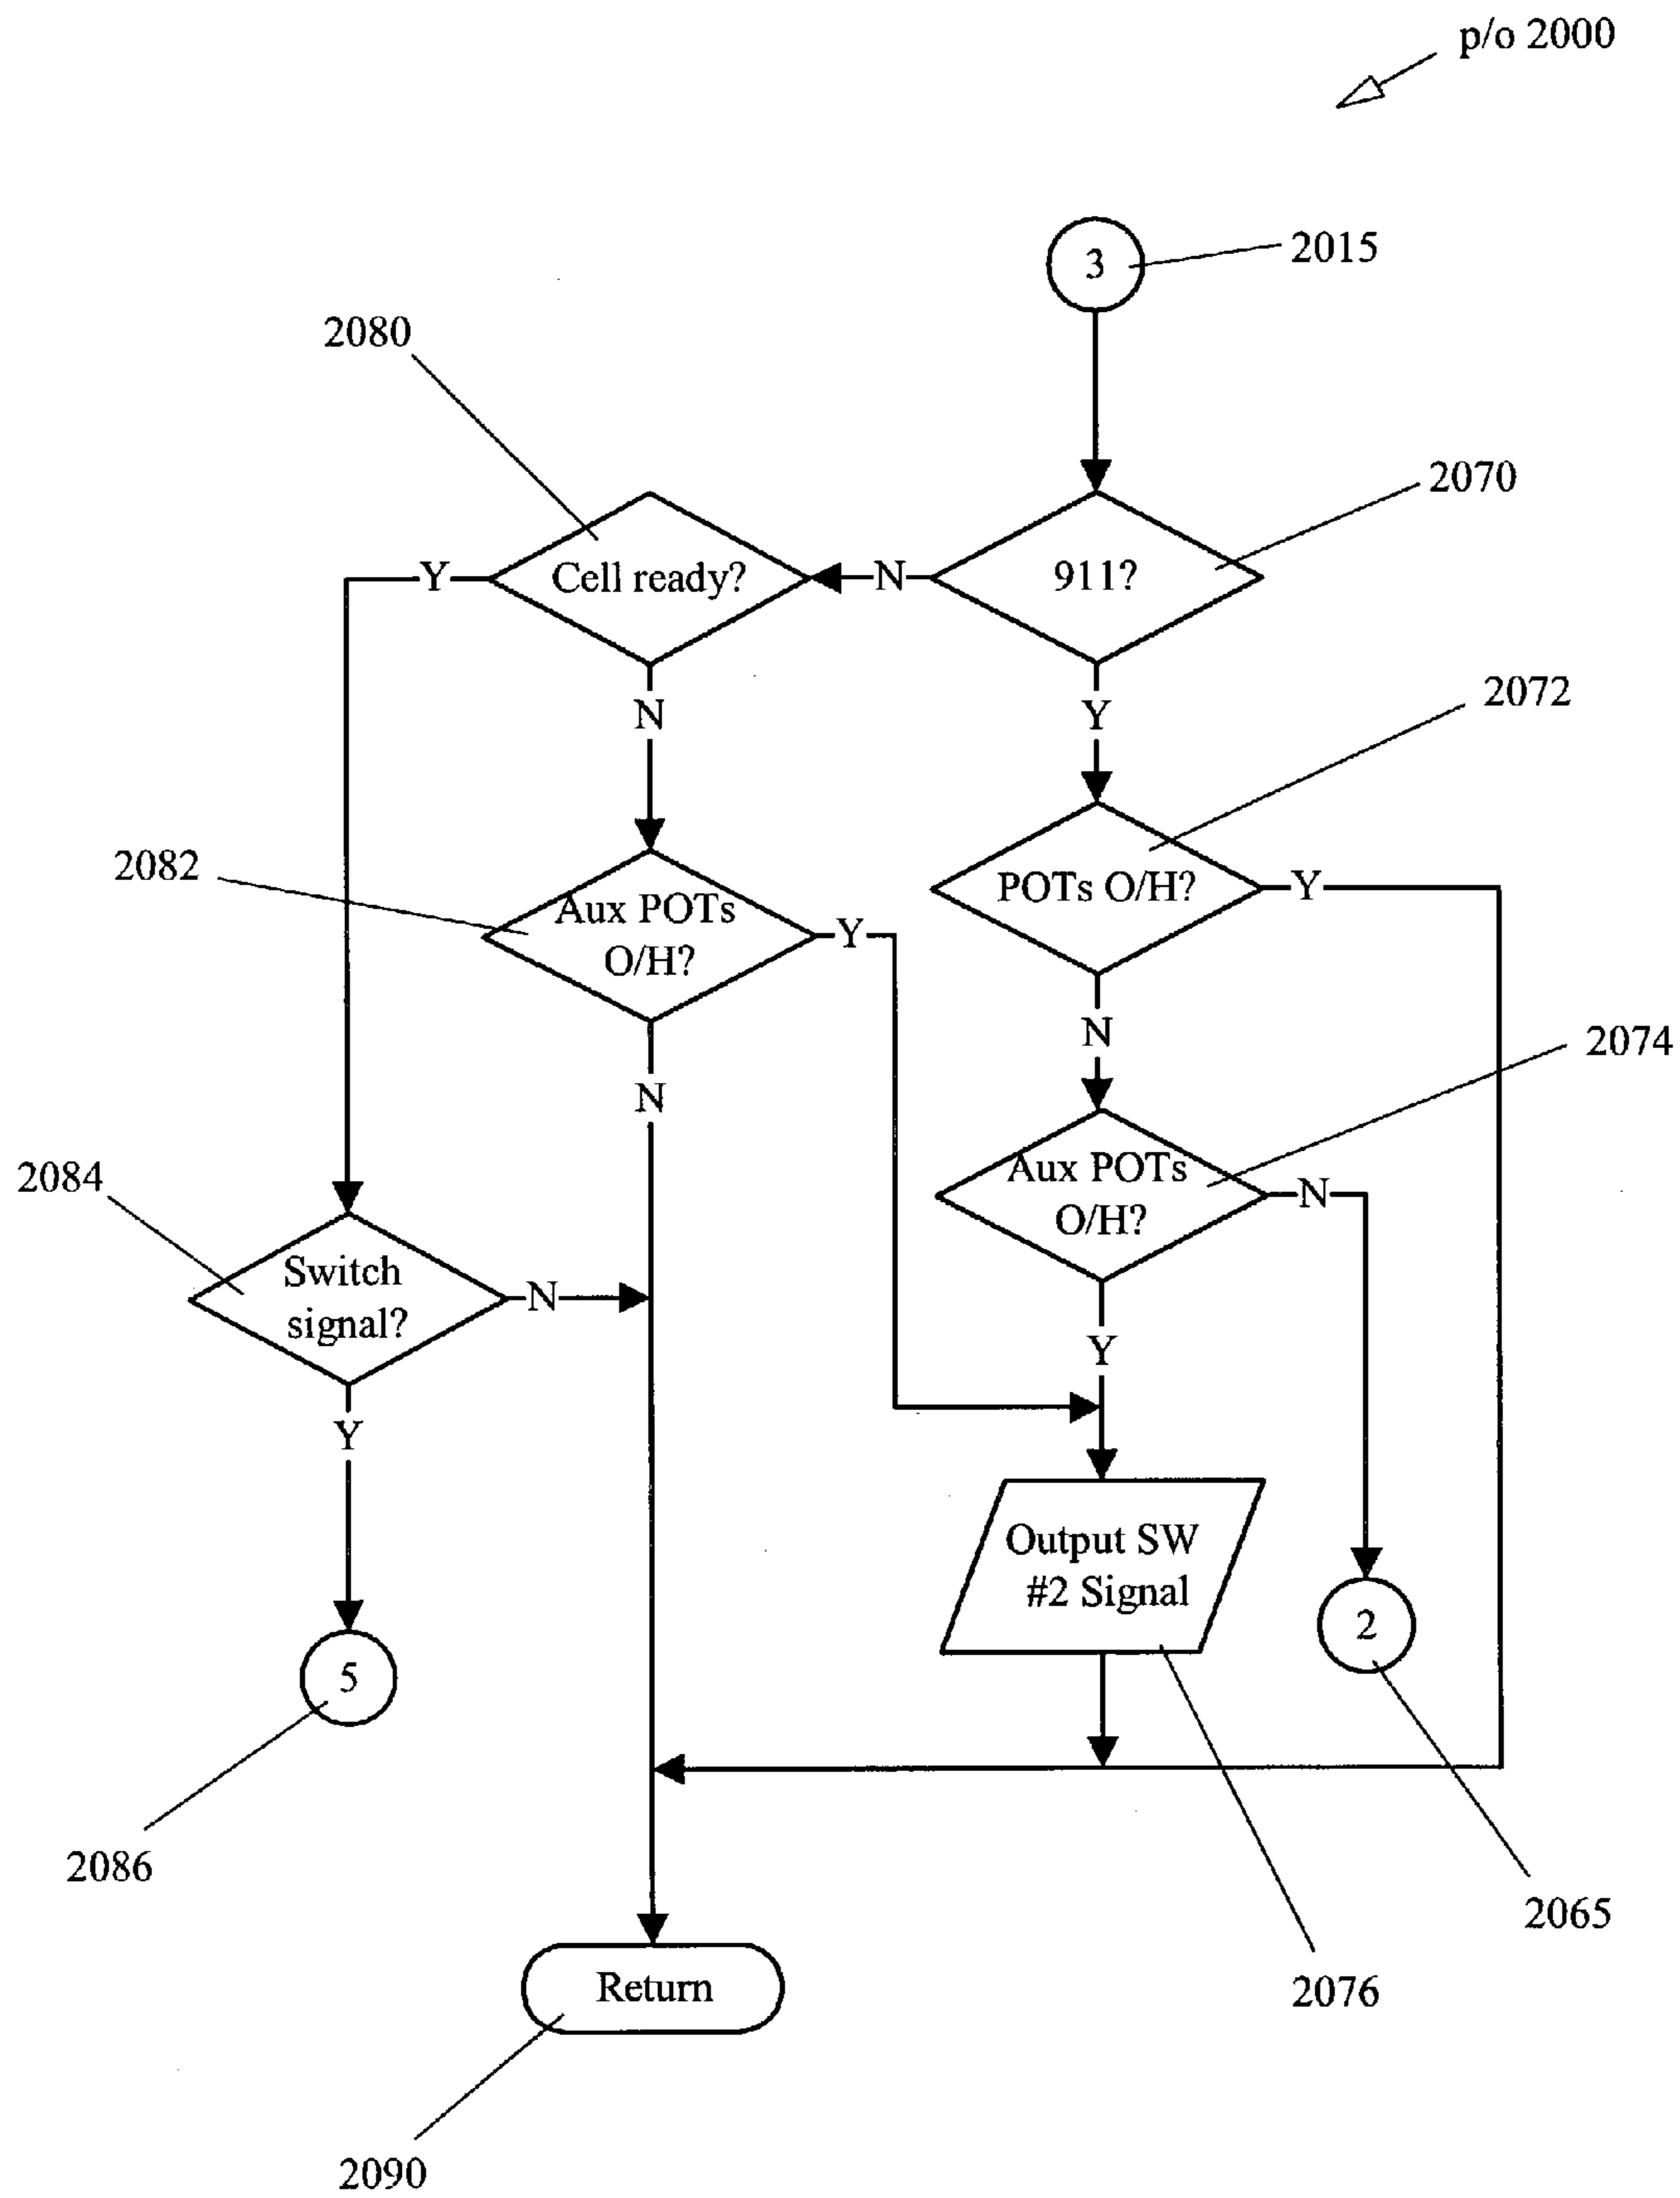 p/o 2000
3
2015
2080
2070
Cell ready?
N
911?
Y
N
Y
2072
2082
Aux POTs
O/H?
Y
POTs O/H?
Y
N
N
2074
2084
Aux POTs
O/H?
N
Switch
signal?
N
Y
Y
Output SW
#2 Signal
2
5
2086
2065
Return
2076
2090